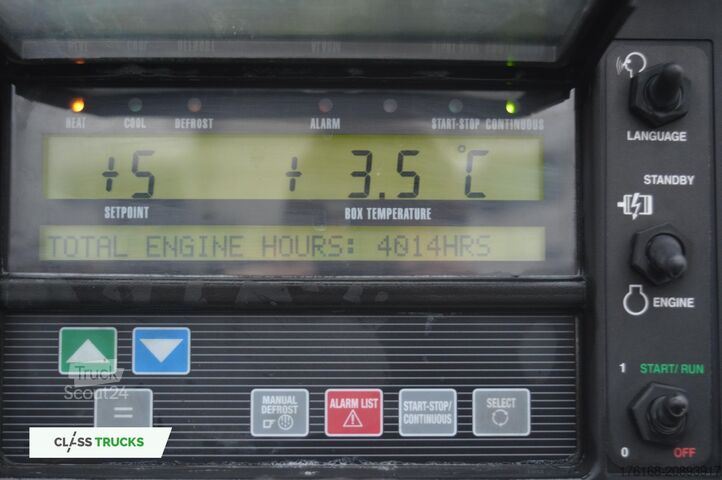 HEAT COOL DEFROST ALARM START-STOP CONTINUOUS
+5 + 3.5 °C
SETPOINT BOX TEMPERATURE
TOTAL ENGINE HOURS: 4014HRS
LANGUAGE
STANDBY
ENGINE
1 START/RUN
0 OFF
=
MANUAL DEFROST
ALARM LIST
START-STOP/ CONTINUOUS
SELECT
Truck
Scout24
CLASS TRUCKS